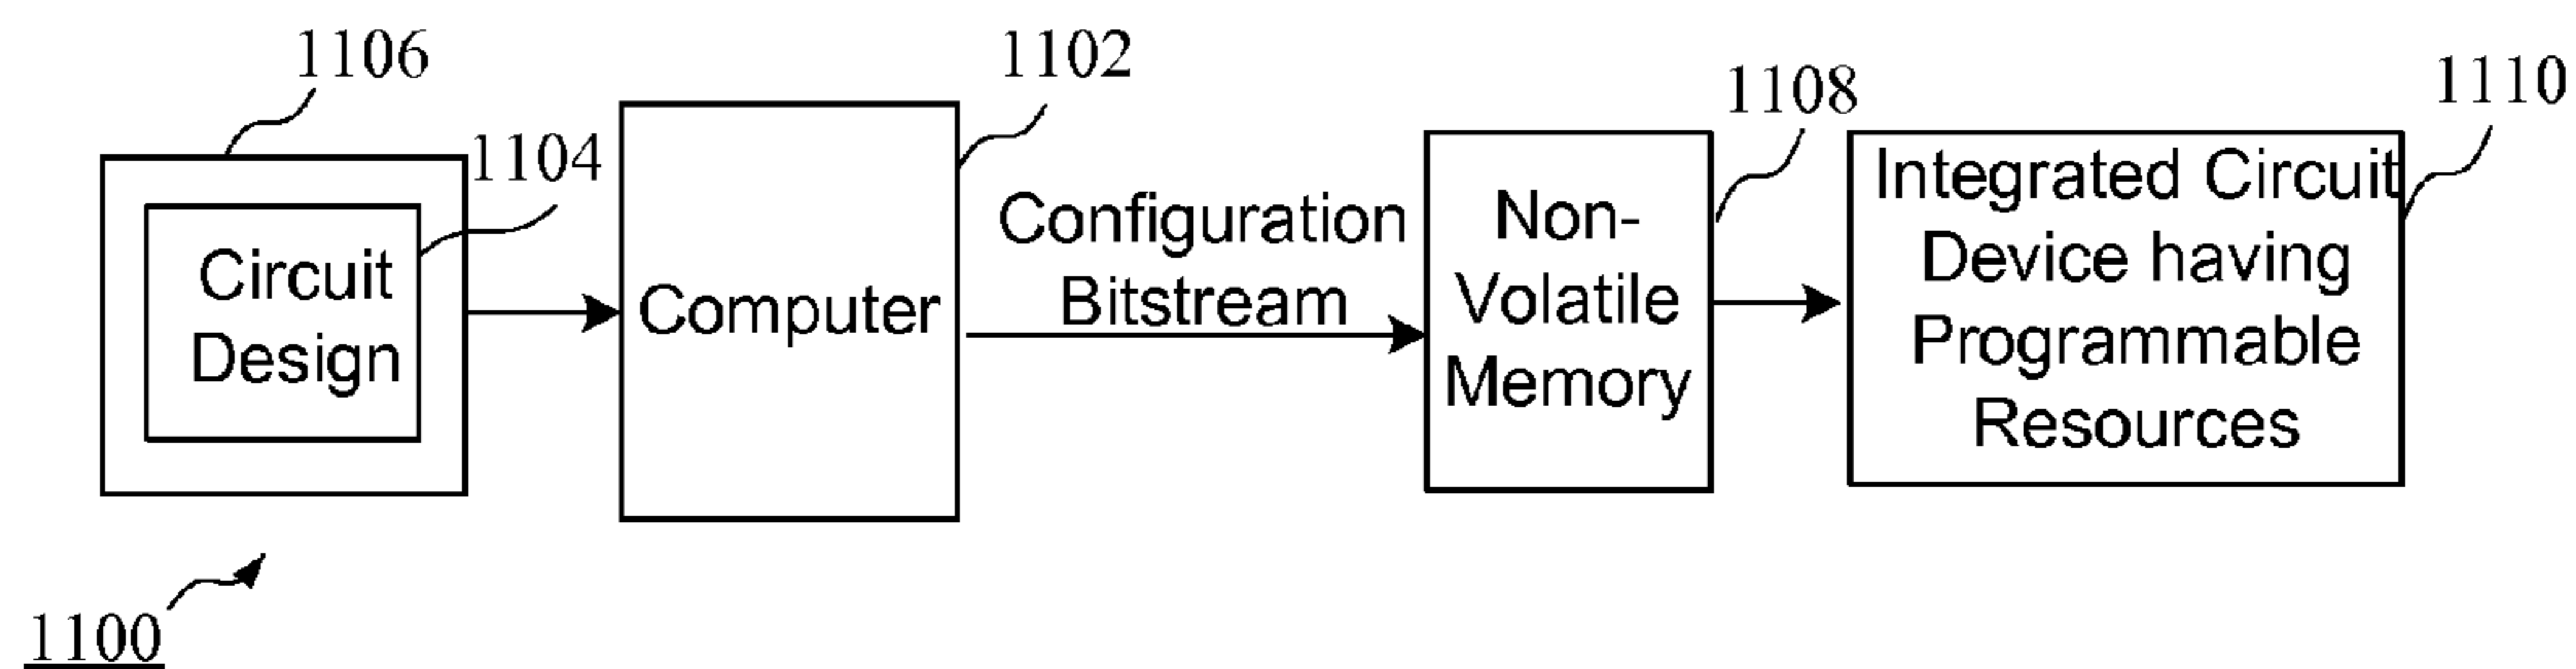 1106
1102
1108
1110
1104
Circuit
Design
Computer
Configuration
Bitstream
Non-
Volatile
Memory
Integrated Circuit
Device having
Programmable
Resources
1100